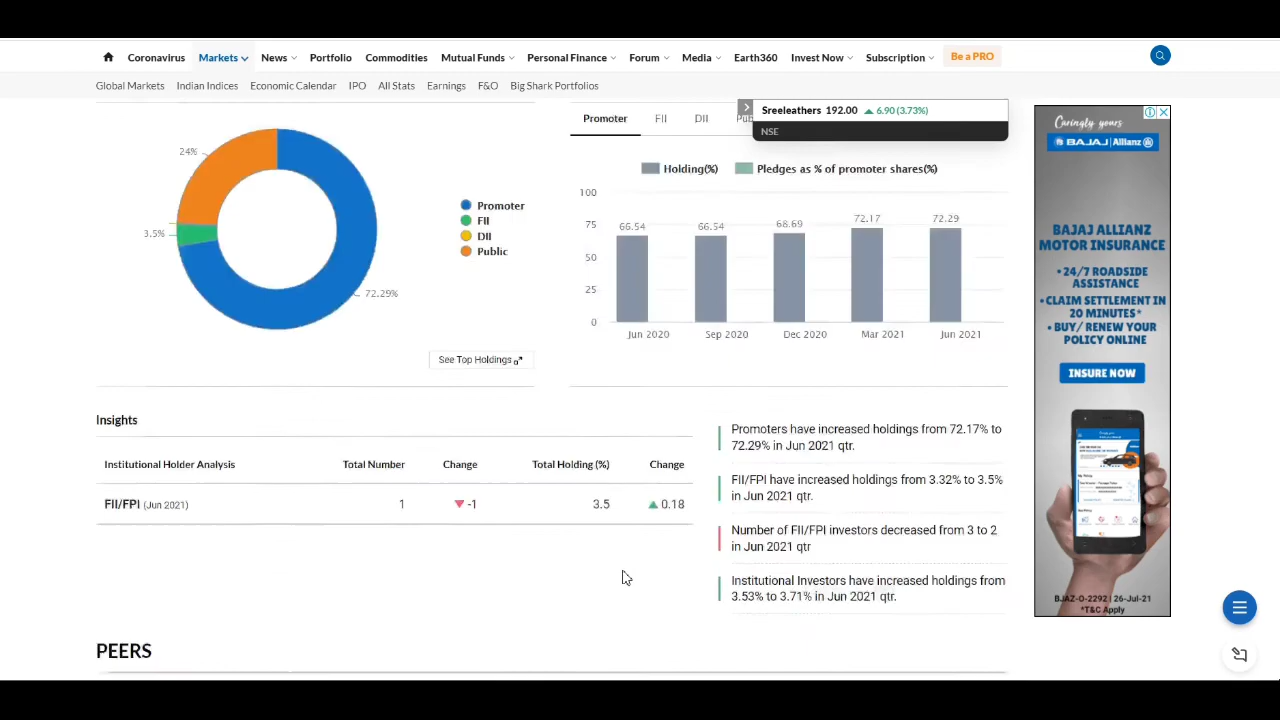 Coronavirus Markets News Portfolio Commodities Mutual Funds Personal Finance Forum Media Earth360 Invest Now Subscription Be a PRO
Global Markets Indian Indices Economic Calendar IPO All Stats Earnings F&O Big Shark Portfolios
Sreeleathers 192.00 6.90 (3.73%)
NSE
Promoter FII DII
24%
3.5%
72.29%
Promoter
FII
DII
Public
See Top Holdings
Holding(%) Pledges as % of promoter shares(%)
100
75
50
25
0
66.54 66.54 68.69 72.17 72.29
Jun 2020 Sep 2020 Dec 2020 Mar 2021 Jun 2021
Insights
Institutional Holder Analysis Total Number Change Total Holding (%) Change
FII/FPI (Jun 2021) 1 -1 3.5 0.18
Promoters have increased holdings from 72.17% to
72.29% in Jun 2021 qtr.
FII/FPI have increased holdings from 3.32% to 3.5%
in Jun 2021 qtr.
Number of FII/FPI investors decreased from 3 to 2
in Jun 2021 qtr
Institutional Investors have increased holdings from
3.53% to 3.71% in Jun 2021 qtr.
PEERS
Caringly yours
BAJAJ Allianz
BAJAJ ALLIANZ
MOTOR INSURANCE
• 24/7 ROADSIDE
ASSISTANCE
• CLAIM SETTLEMENT IN
20 MINUTES*
• BUY/ RENEW YOUR
POLICY ONLINE
INSURE NOW
BJAZ-O-2292 | 26-Jul-21
*T&C Apply